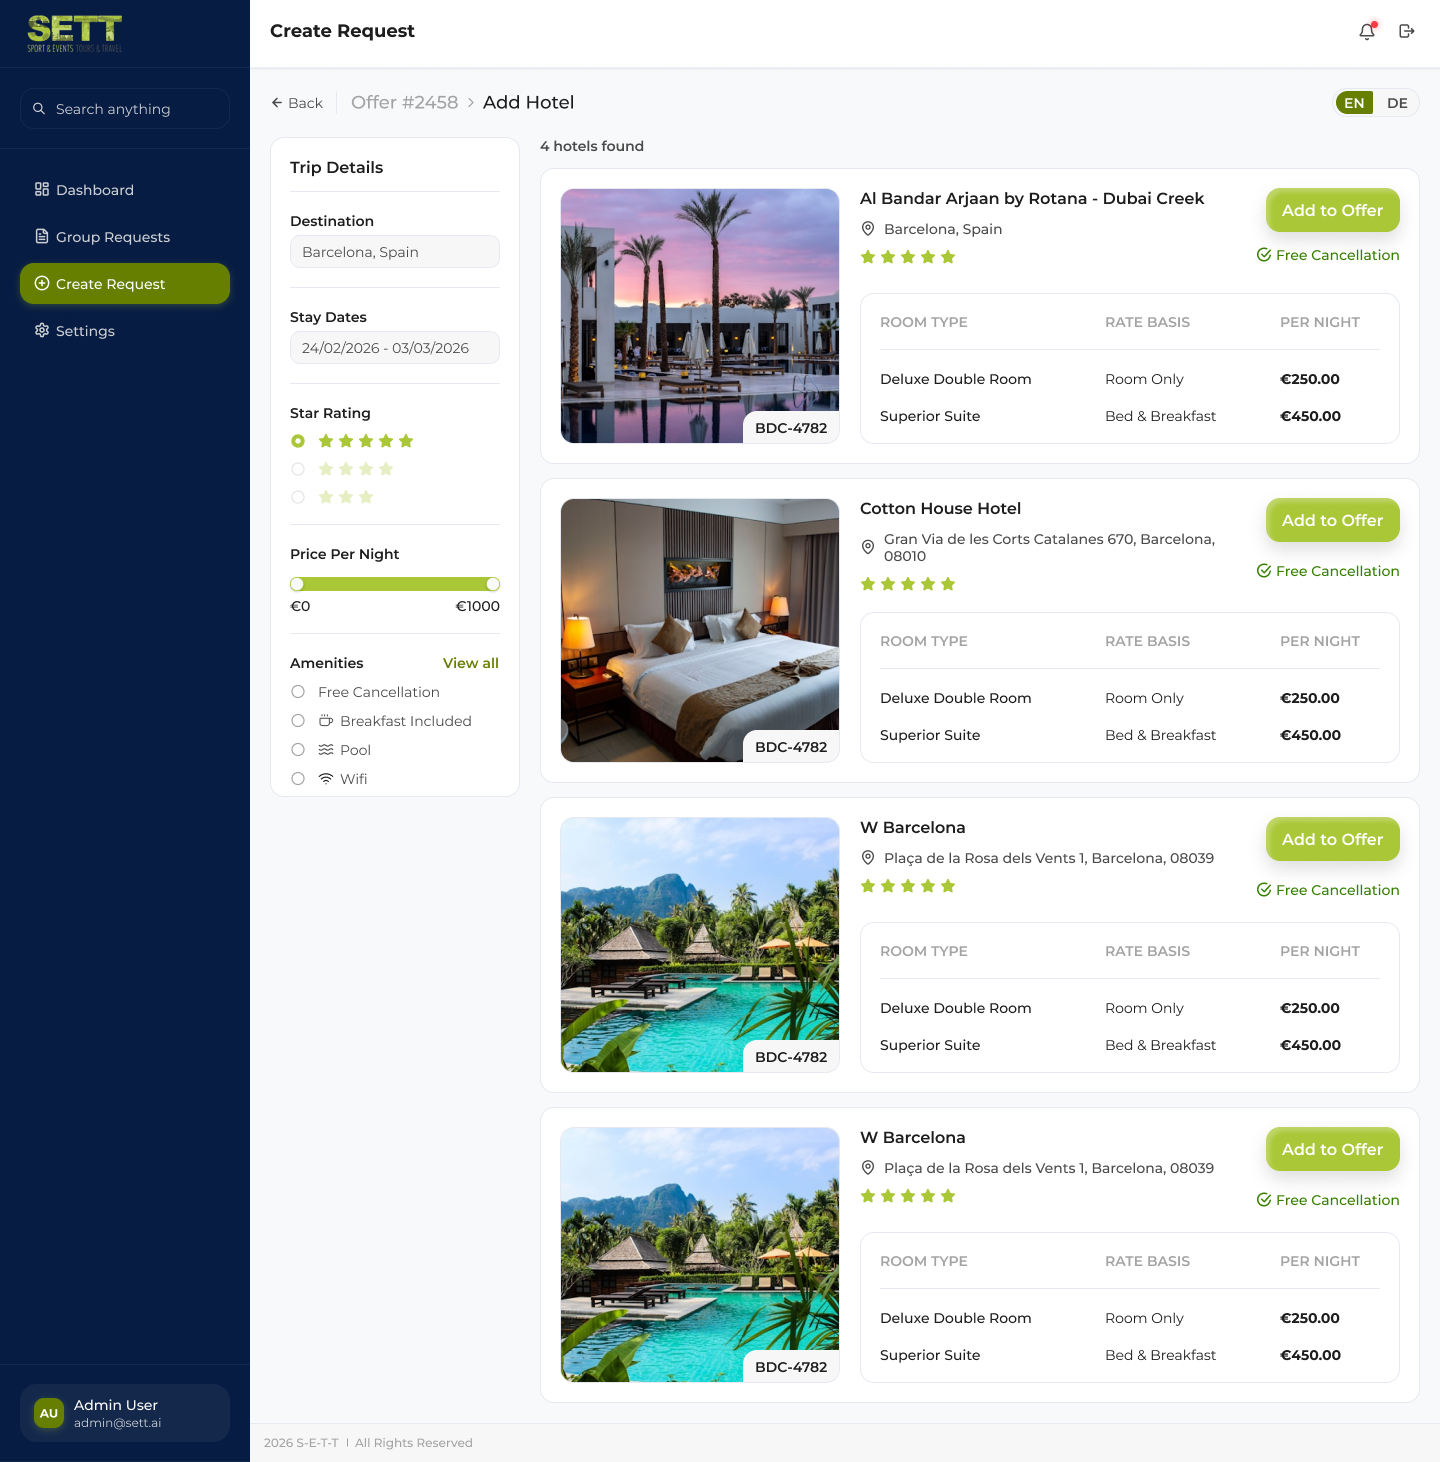 SETT
SPORT & EVENTS TOURS & TRAVEL
Search anything
Dashboard
Group Requests
Create Request
Settings
AU
Admin User
admin@sett.ai
Create Request
Back
Offer #2458 > Add Hotel
EN DE
Trip Details
Destination
Barcelona, Spain
Stay Dates
24/02/2026 - 03/03/2026
Star Rating
Price Per Night
€0 €1000
Amenities View all
Free Cancellation
Breakfast Included
Pool
Wifi
4 hotels found
BDC-4782
Al Bandar Arjaan by Rotana - Dubai Creek
Barcelona, Spain
Add to Offer
Free Cancellation
ROOM TYPE RATE BASIS PER NIGHT
Deluxe Double Room Room Only €250.00
Superior Suite Bed & Breakfast €450.00
BDC-4782
Cotton House Hotel
Gran Via de les Corts Catalanes 670, Barcelona,
08010
Add to Offer
Free Cancellation
ROOM TYPE RATE BASIS PER NIGHT
Deluxe Double Room Room Only €250.00
Superior Suite Bed & Breakfast €450.00
BDC-4782
W Barcelona
Plaça de la Rosa dels Vents 1, Barcelona, 08039
Add to Offer
Free Cancellation
ROOM TYPE RATE BASIS PER NIGHT
Deluxe Double Room Room Only €250.00
Superior Suite Bed & Breakfast €450.00
BDC-4782
W Barcelona
Plaça de la Rosa dels Vents 1, Barcelona, 08039
Add to Offer
Free Cancellation
ROOM TYPE RATE BASIS PER NIGHT
Deluxe Double Room Room Only €250.00
Superior Suite Bed & Breakfast €450.00
2026 S-E-T-T | All Rights Reserved